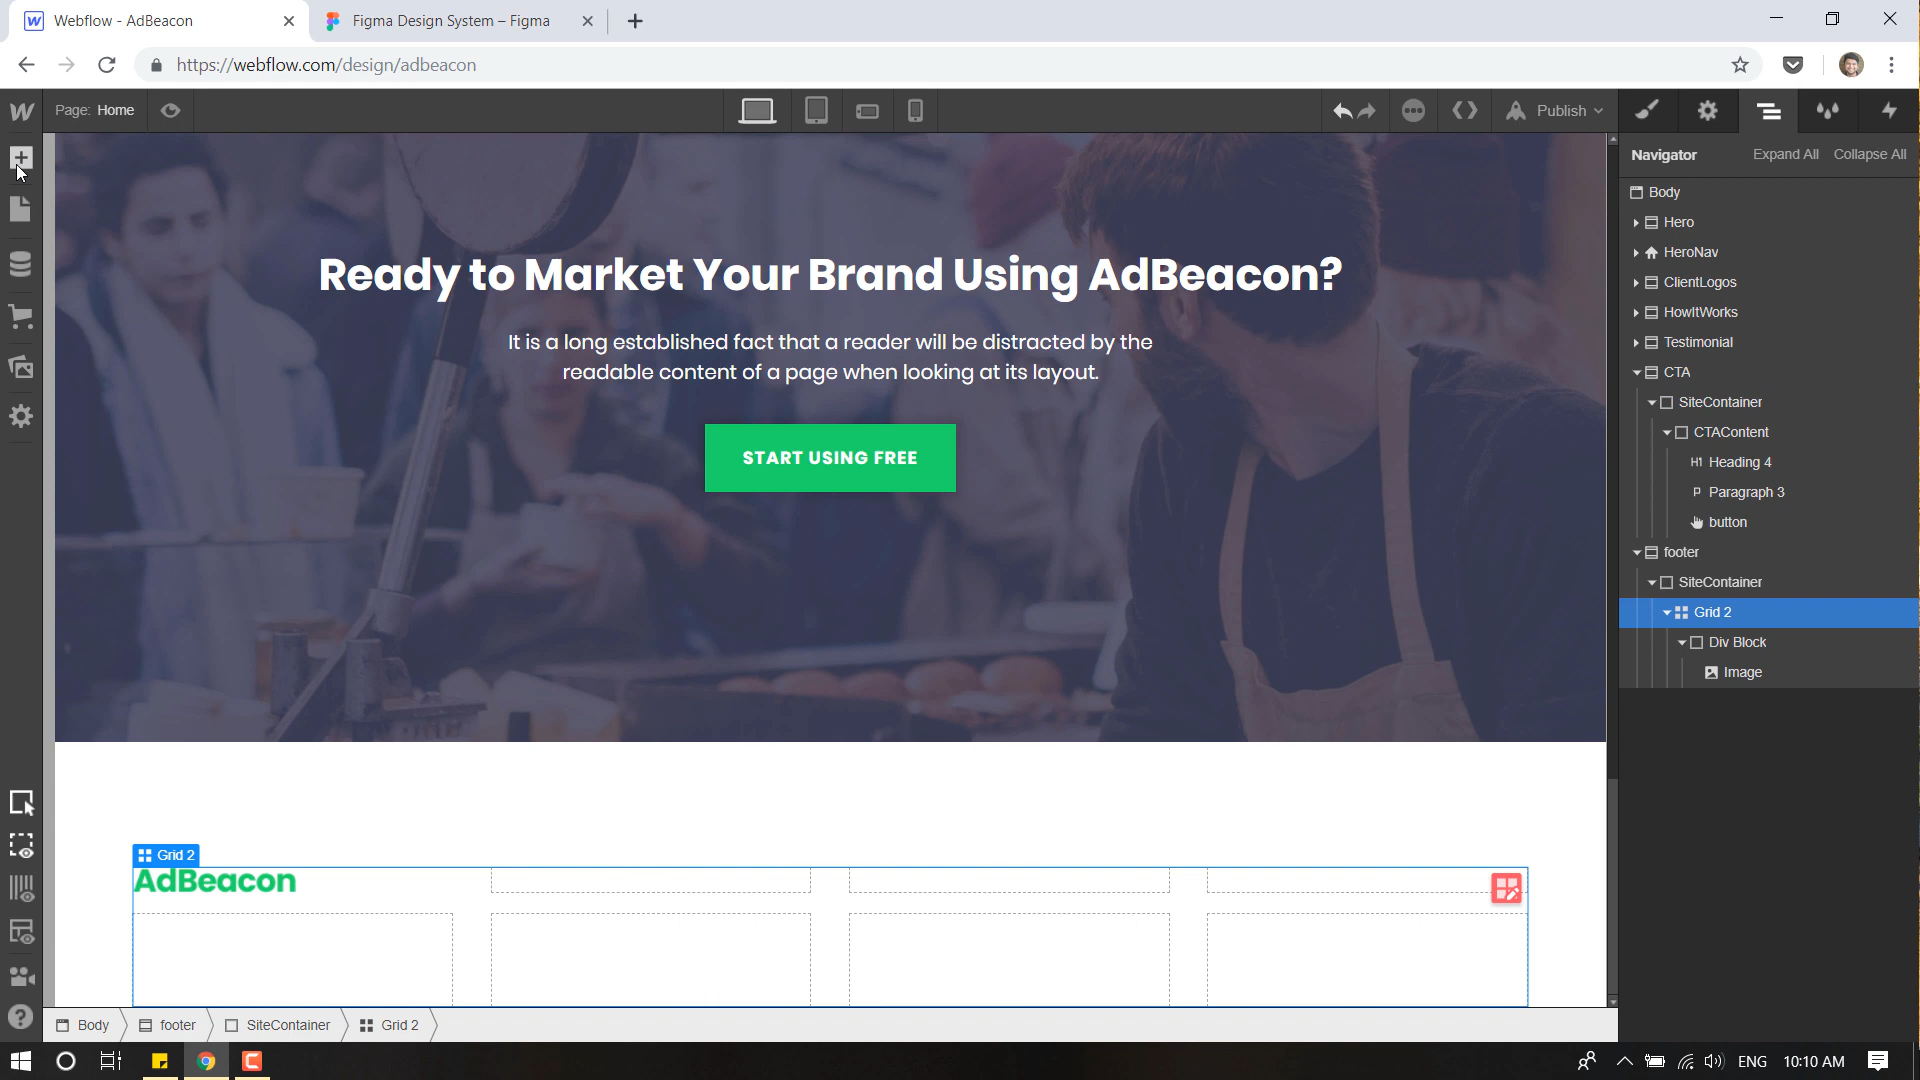 Webflow - AdBeacon
Figma Design System – Figma
https://webflow.com/design/adbeacon
Page: Home
Publish
Navigator
Expand All
Collapse All
Body
Hero
HeroNav
ClientLogos
HowItWorks
Testimonial
CTA
SiteContainer
CTAContent
H1 Heading 4
P Paragraph 3
button
footer
SiteContainer
Grid 2
Div Block
Image
Ready to Market Your Brand Using AdBeacon?
It is a long established fact that a reader will be distracted by the
readable content of a page when looking at its layout.
START USING FREE
Grid 2
AdBeacon
Body
footer
SiteContainer
Grid 2
ENG
10:10 AM